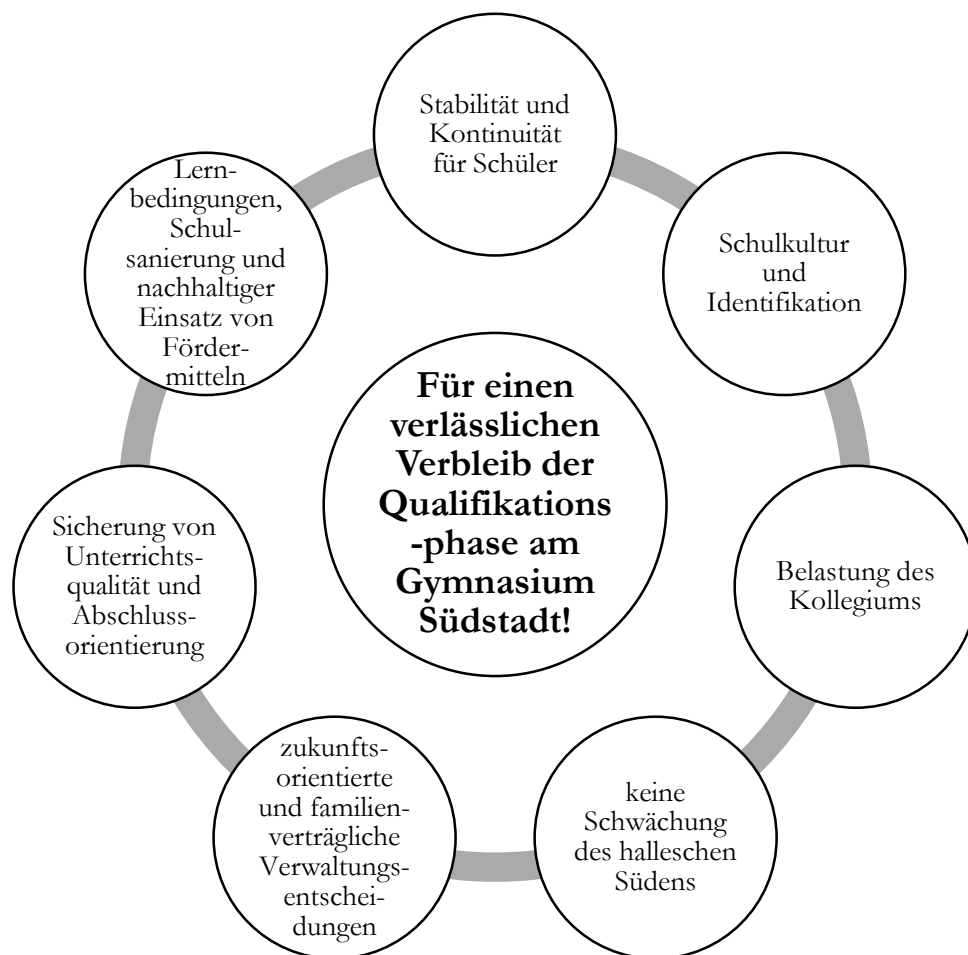 Stabilität und
Kontinuität
für Schüler
Schulkultur
und
Identifikation
Belastung des
Kollegiums
keine
Schwächung
des halleschen
Südens
zukunfts-
orientierte
und familien-
verträgliche
Verwaltungs-
entschei-
dungen
Sicherung von
Unterrichts-
qualität und
Abschluss-
orientierung
Lern-
bedingungen,
Schul-
sanierung und
nachhaltiger
Einsatz von
Förder-
mitteln
Für einen
verlässlichen
Verbleib der
Qualifikations
-phase am
Gymnasium
Südstadt!